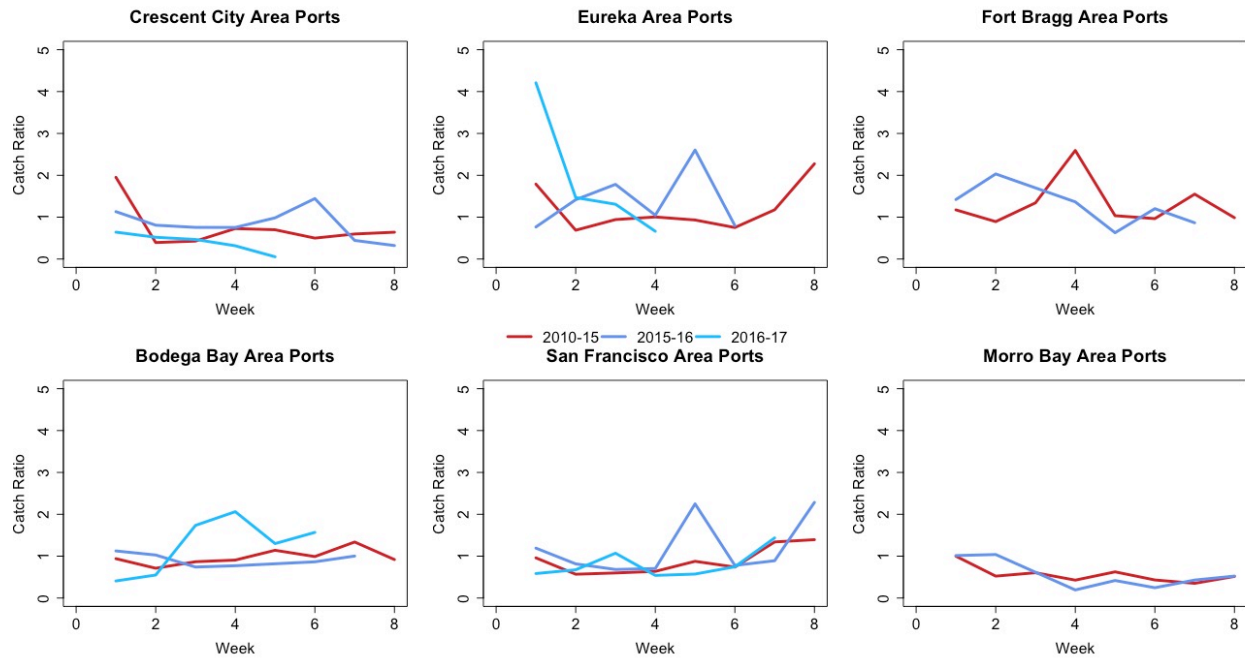 Crescent City Area Ports
Eureka Area Ports
Fort Bragg Area Ports
Catch Ratio
0 1 2 3 4 5
0 2 4 6 8
Week
Catch Ratio
0 1 2 3 4 5
0 2 4 6 8
Week
Catch Ratio
0 1 2 3 4 5
0 2 4 6 8
Week
2010-15 2015-16 2016-17
Bodega Bay Area Ports
San Francisco Area Ports
Morro Bay Area Ports
Catch Ratio
0 1 2 3 4 5
0 2 4 6 8
Week
Catch Ratio
0 1 2 3 4 5
0 2 4 6 8
Week
Catch Ratio
0 1 2 3 4 5
0 2 4 6 8
Week